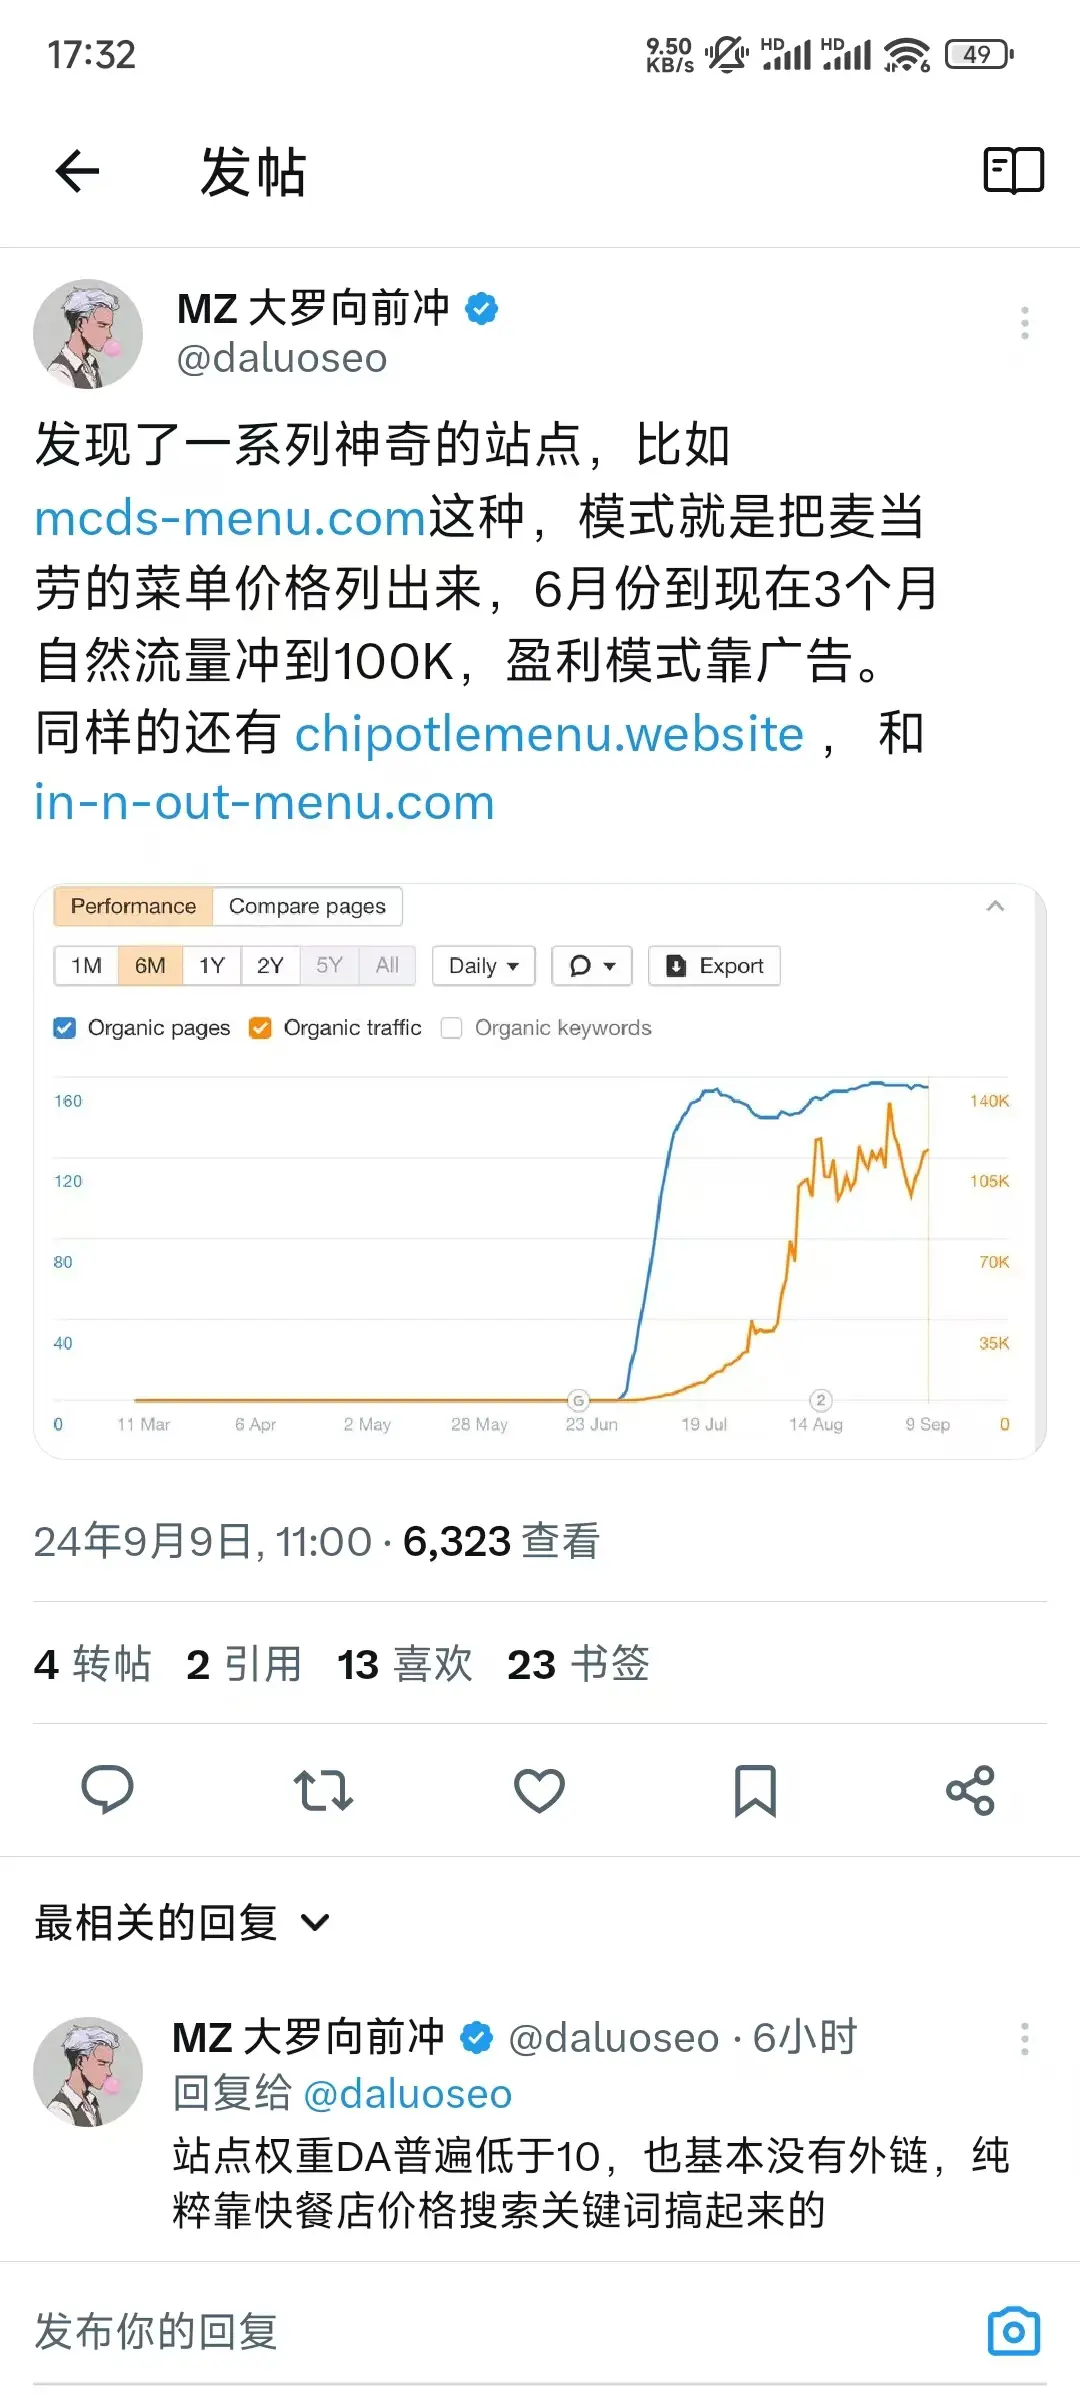 17:32
9.50 KB/s HD HD 6 49
发帖
MZ 大罗向前冲
@daluoseo
发现了一系列神奇的站点，比如
mcds-menu.com这种，模式就是把麦当
劳的菜单价格列出来，6月份到现在3个月
自然流量冲到100K，盈利模式靠广告。
同样的还有 chipotlemenu.website ， 和
in-n-out-menu.com
Performance Compare pages
1M 6M 1Y 2Y 5Y All Daily Export
Organic pages Organic traffic Organic keywords
160 140K
120 105K
80 70K
40 35K
G 2
0 11 Mar 6 Apr 2 May 28 May 23 Jun 19 Jul 14 Aug 9 Sep 0
24年9月9日, 11:00 · 6,323 查看
4 转帖 2 引用 13 喜欢 23 书签
最相关的回复
MZ 大罗向前冲 @daluoseo · 6小时
回复给 @daluoseo
站点权重DA普遍低于10，也基本没有外链，纯
粹靠快餐店价格搜索关键词搞起来的
发布你的回复